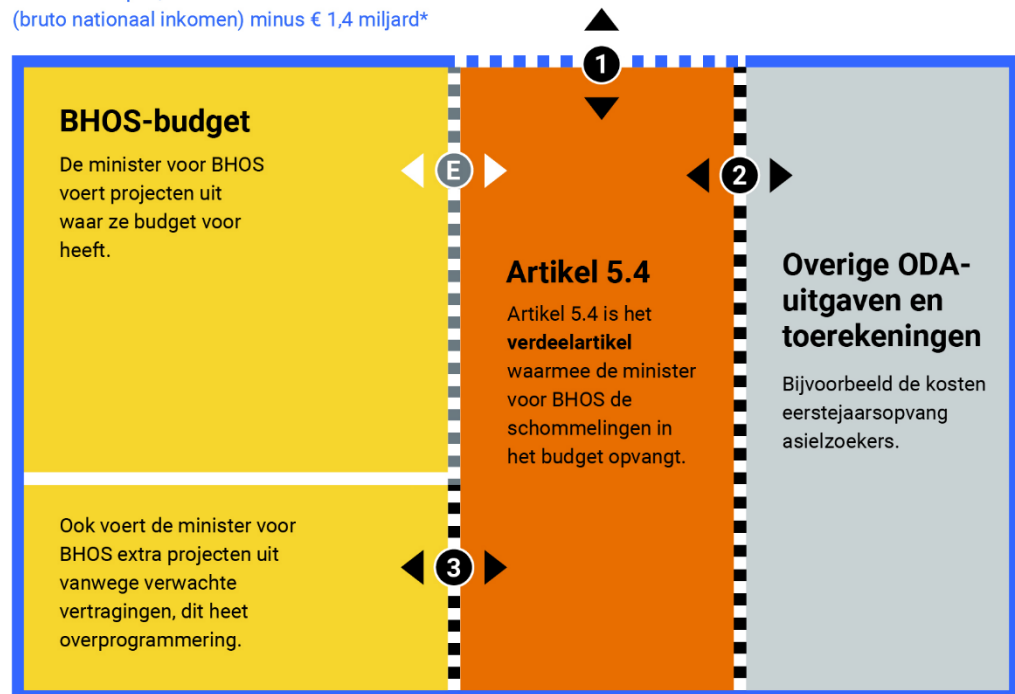 (bruto nationaal inkomen) minus € 1,4 miljard*
1
BHOS-budget
De minister voor BHOS
voert projecten uit
waar ze budget voor
heeft.
E
2
Artikel 5.4
Artikel 5.4 is het
verdeelartikel
waarmee de minister
voor BHOS de
schommelingen in
het budget opvangt.
Overige ODA-
uitgaven en
toerekeningen
Bijvoorbeeld de kosten
eerstejaarsopvang
asielzoekers.
Ook voert de minister voor
BHOS extra projecten uit
vanwege verwachte
vertragingen, dit heet
overprogrammering.
3